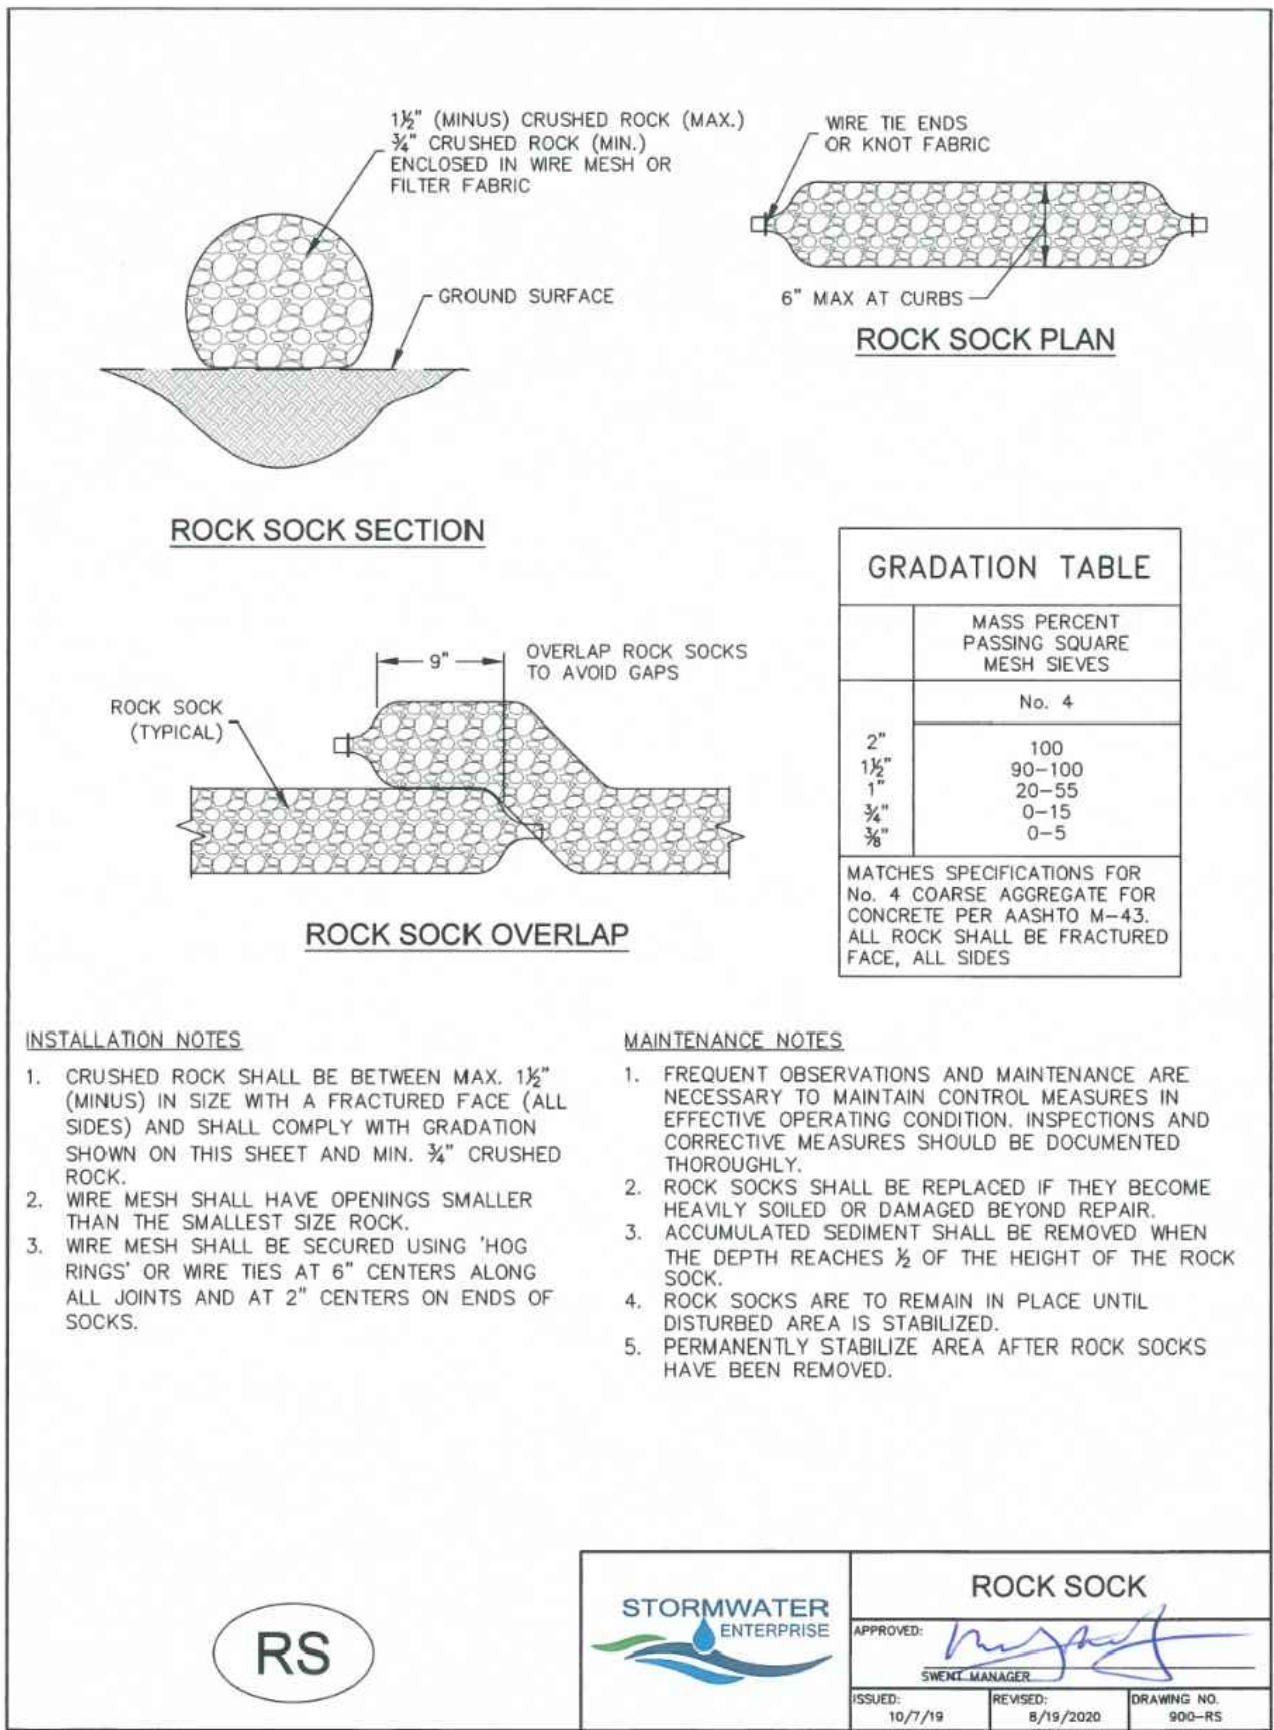 1½" (MINUS) CRUSHED ROCK (MAX.)
¾" CRUSHED ROCK (MIN.)
ENCLOSED IN WIRE MESH OR
FILTER FABRIC
GROUND SURFACE
ROCK SOCK SECTION
WIRE TIE ENDS
OR KNOT FABRIC
6" MAX AT CURBS
ROCK SOCK PLAN
9"
OVERLAP ROCK SOCKS
TO AVOID GAPS
ROCK SOCK
(TYPICAL)
ROCK SOCK OVERLAP
GRADATION TABLE
MASS PERCENT
PASSING SQUARE
MESH SIEVES
No. 4
2" 100
1½" 90-100
1" 20-55
¾" 0-15
⅜" 0-5
MATCHES SPECIFICATIONS FOR
No. 4 COARSE AGGREGATE FOR
CONCRETE PER AASHTO M-43.
ALL ROCK SHALL BE FRACTURED
FACE, ALL SIDES
INSTALLATION NOTES
1. CRUSHED ROCK SHALL BE BETWEEN MAX. 1½"
(MINUS) IN SIZE WITH A FRACTURED FACE (ALL
SIDES) AND SHALL COMPLY WITH GRADATION
SHOWN ON THIS SHEET AND MIN. ¾" CRUSHED
ROCK.
2. WIRE MESH SHALL HAVE OPENINGS SMALLER
THAN THE SMALLEST SIZE ROCK.
3. WIRE MESH SHALL BE SECURED USING 'HOG
RINGS' OR WIRE TIES AT 6" CENTERS ALONG
ALL JOINTS AND AT 2" CENTERS ON ENDS OF
SOCKS.
MAINTENANCE NOTES
1. FREQUENT OBSERVATIONS AND MAINTENANCE ARE
NECESSARY TO MAINTAIN CONTROL MEASURES IN
EFFECTIVE OPERATING CONDITION. INSPECTIONS AND
CORRECTIVE MEASURES SHOULD BE DOCUMENTED
THOROUGHLY.
2. ROCK SOCKS SHALL BE REPLACED IF THEY BECOME
HEAVILY SOILED OR DAMAGED BEYOND REPAIR.
3. ACCUMULATED SEDIMENT SHALL BE REMOVED WHEN
THE DEPTH REACHES ½ OF THE HEIGHT OF THE ROCK
SOCK.
4. ROCK SOCKS ARE TO REMAIN IN PLACE UNTIL
DISTURBED AREA IS STABILIZED.
5. PERMANENTLY STABILIZE AREA AFTER ROCK SOCKS
HAVE BEEN REMOVED.
RS
STORMWATER
ENTERPRISE
ROCK SOCK
APPROVED:
SWENT MANAGER
ISSUED:
10/7/19
REVISED:
8/19/2020
DRAWING NO.
900-RS